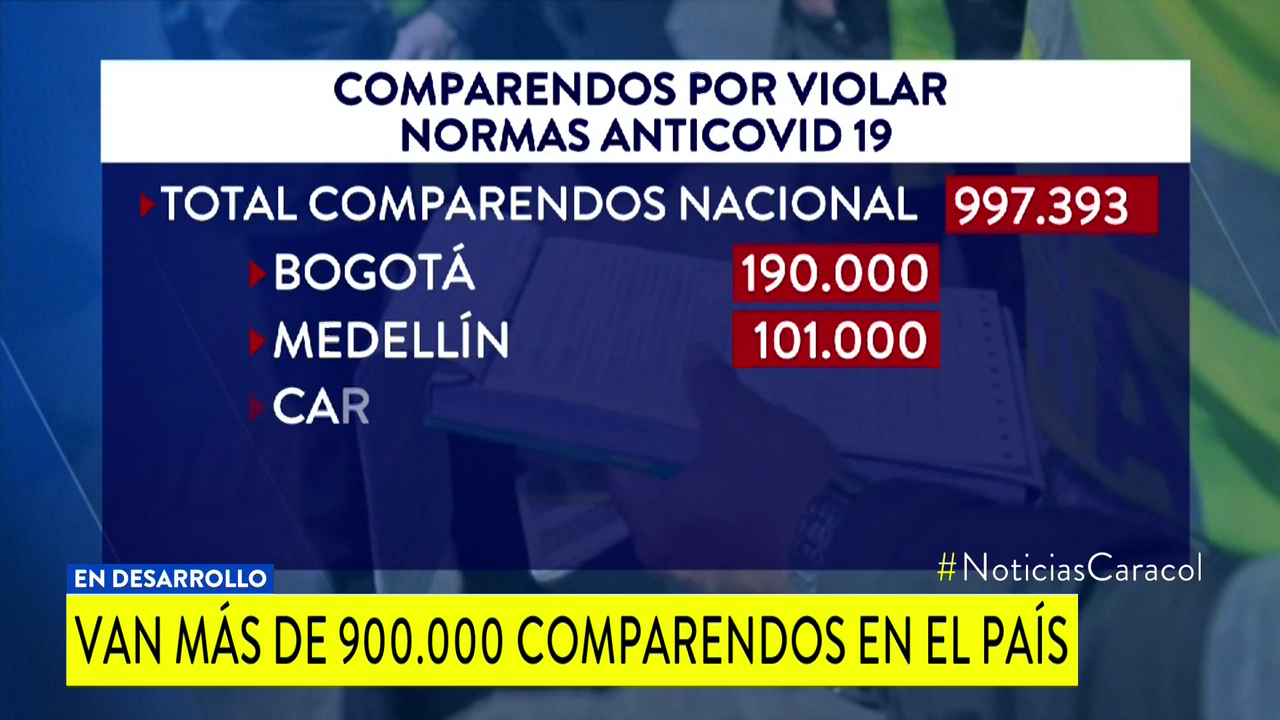 COMPARENDOS POR VIOLAR
NORMAS ANTICOVID 19
TOTAL COMPARENDOS NACIONAL 997.393
BOGOTÁ 190.000
MEDELLÍN 101.000
CAR
#NoticiasCaracol
EN DESARROLLO
VAN MÁS DE 900.000 COMPARENDOS EN EL PAÍS